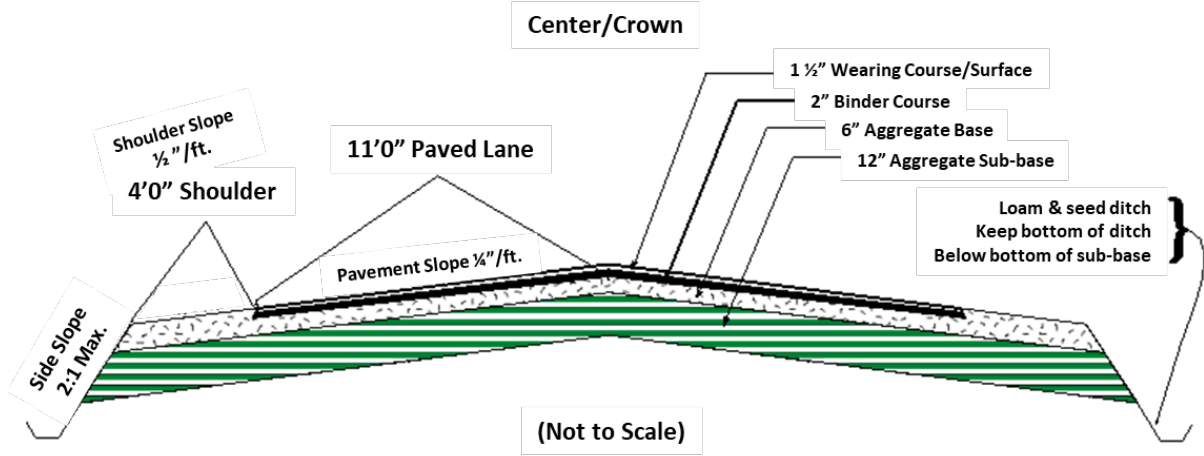 Center/Crown
1 ½” Wearing Course/Surface
2” Binder Course
6” Aggregate Base
12” Aggregate Sub-base
Shoulder Slope
½ ”/ft.
4’0” Shoulder
11’0” Paved Lane
Loam & seed ditch
Keep bottom of ditch
Below bottom of sub-base
Pavement Slope ¼”/ft.
Side Slope
2:1 Max.
(Not to Scale)